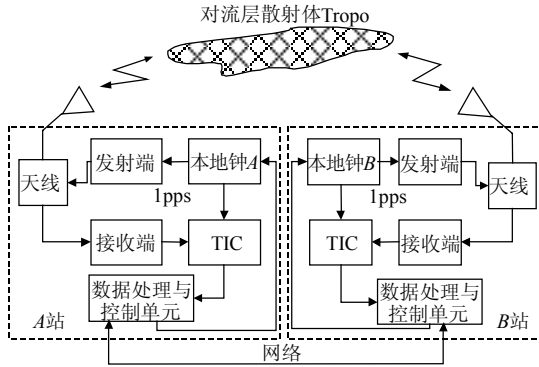 对流层散射体Tropo
发射端
本地钟A
天线
1pps
接收端
TIC
数据处理与
控制单元
A站
本地钟B
发射端
1pps
天线
TIC
接收端
数据处理与
控制单元
B站
网络